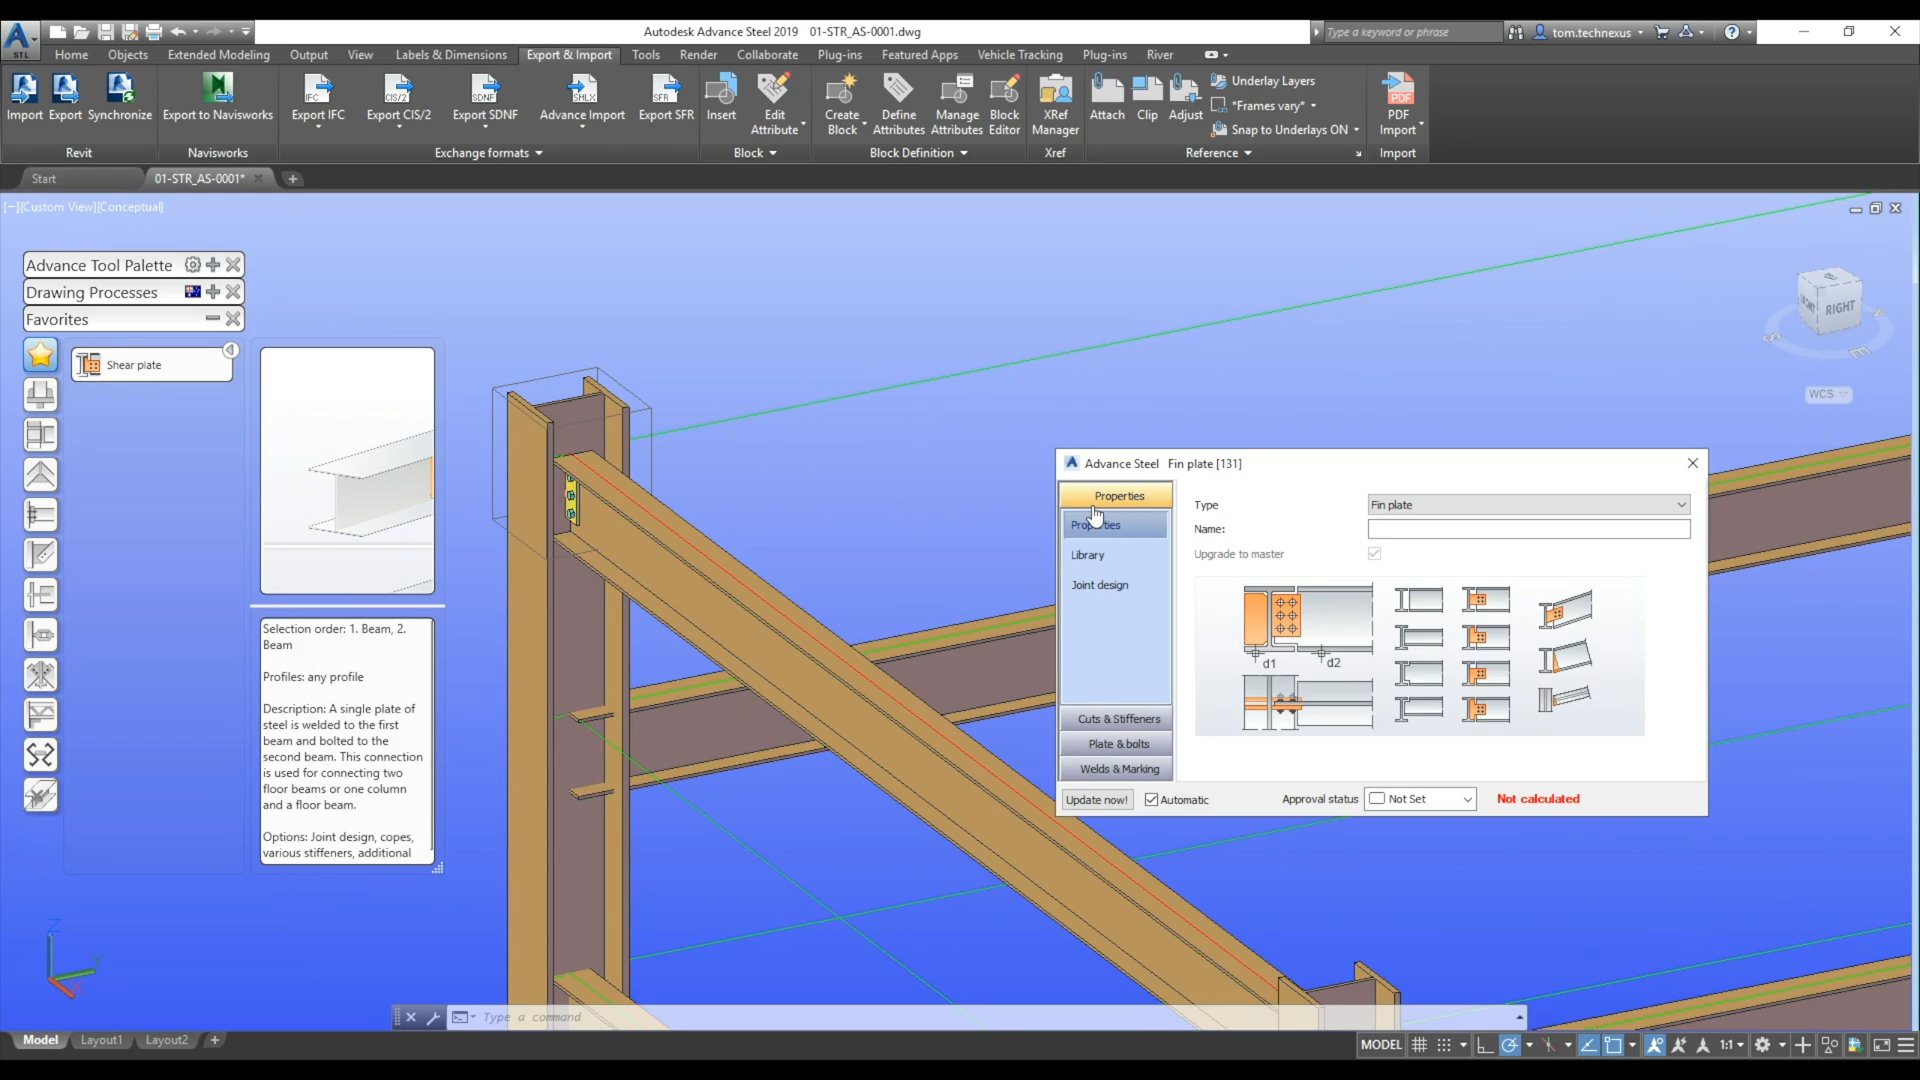 Autodesk Advance Steel 2019 01-STR_AS-0001.dwg
Type a keyword or phrase
tom.technexus
STL
Home Objects Extended Modeling Output View Labels & Dimensions Export & Import Tools Render Collaborate Plug-ins Featured Apps Vehicle Tracking Plug-ins River
Import Export Synchronize
Revit
Export to Navisworks
Navisworks
Export IFC
Export CIS/2
Export SDNF
Advance Import
Export SFR
Exchange formats
Insert
Edit Attribute
Block
Create Block
Define Attributes
Manage Attributes
Block Editor
Block Definition
XRef Manager
Xref
Attach Clip Adjust
Underlay Layers
*Frames vary*
Snap to Underlays ON
Reference
PDF
PDF Import
Import
Start
01-STR_AS-0001*
[−][Custom View][Conceptual]
Advance Tool Palette
Drawing Processes
Favorites
Shear plate
Selection order: 1. Beam, 2.
Beam
Profiles: any profile
Description: A single plate of
steel is welded to the first
beam and bolted to the
second beam. This connection
is used for connecting two
floor beams or one column
and a floor beam.
Options: Joint design, copes,
various stiffeners, additional
RIGHT
WCS
Advance Steel Fin plate [131]
Properties
Properties
Library
Joint design
Cuts & Stiffeners
Plate & bolts
Welds & Marking
Type Fin plate
Name:
Upgrade to master
d1 d2
Update now! Automatic Approval status Not Set Not calculated
Z
Y
Type a command
Model Layout1 Layout2
MODEL 1:1